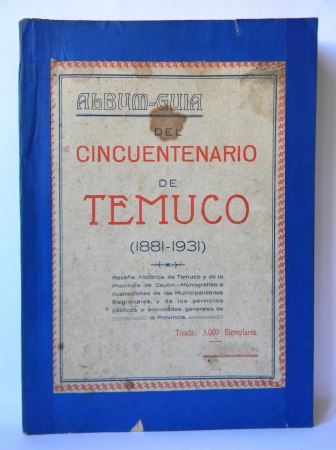 ALBUM-GUIA
DEL
CINCUENTENARIO
DE
TEMUCO
(1881-1931)
Reseña histórica de Temuco y de la
Provincia de Cautín.—Monografías e
ilustraciones de las Municipalidades
Regionales, y de los servicios
públicos y actividades generales de
la Provincia.
Tirada: 5.000 Ejemplares.